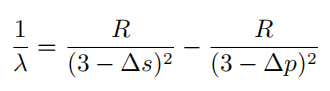 1/λ = R/(3 − Δs)² − R/(3 − Δp)²